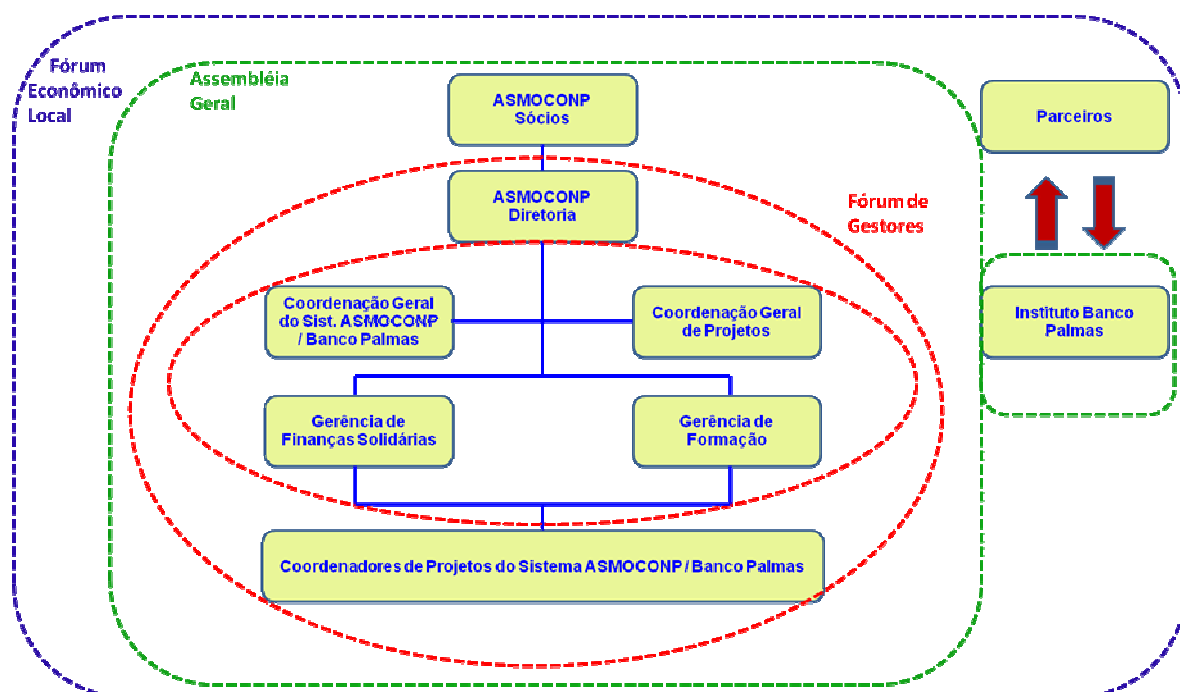 Fórum
Econômico
Local
Assembléia
Geral
ASMOCONP
Sócios
Parceiros
ASMOCONP
Diretoria
Fórum de
Gestores
Coordenação Geral
do Sist. ASMOCONP
/ Banco Palmas
Coordenação Geral
de Projetos
Instituto Banco
Palmas
Gerência de
Finanças Solidárias
Gerência de
Formação
Coordenadores de Projetos do Sistema ASMOCONP / Banco Palmas